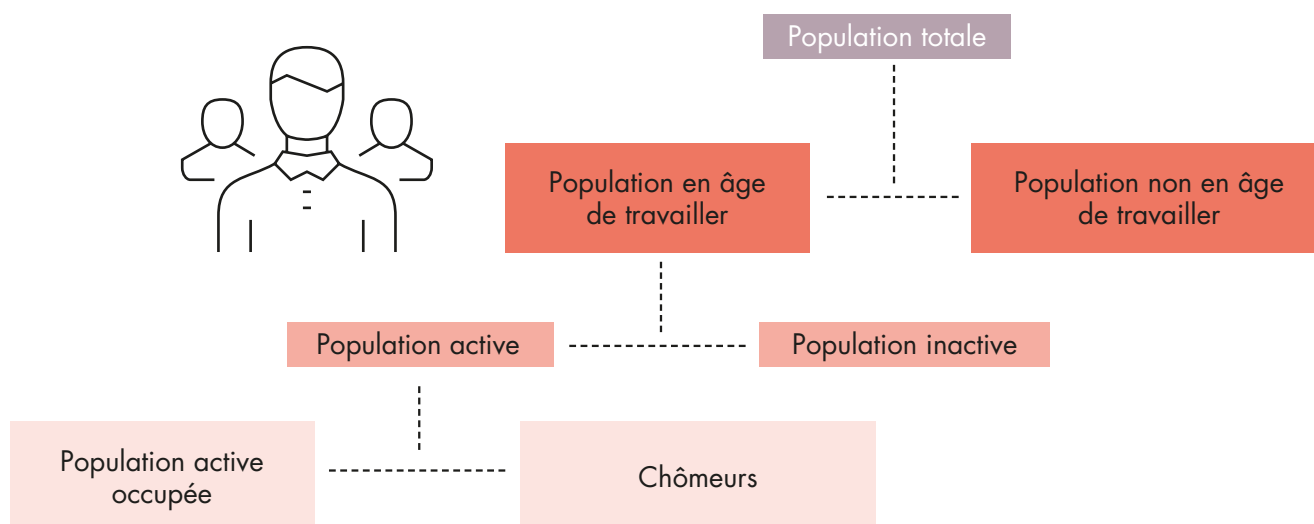 Population totale
Population en âge
de travailler
Population non en âge
de travailler
Population active
Population inactive
Population active
occupée
Chômeurs